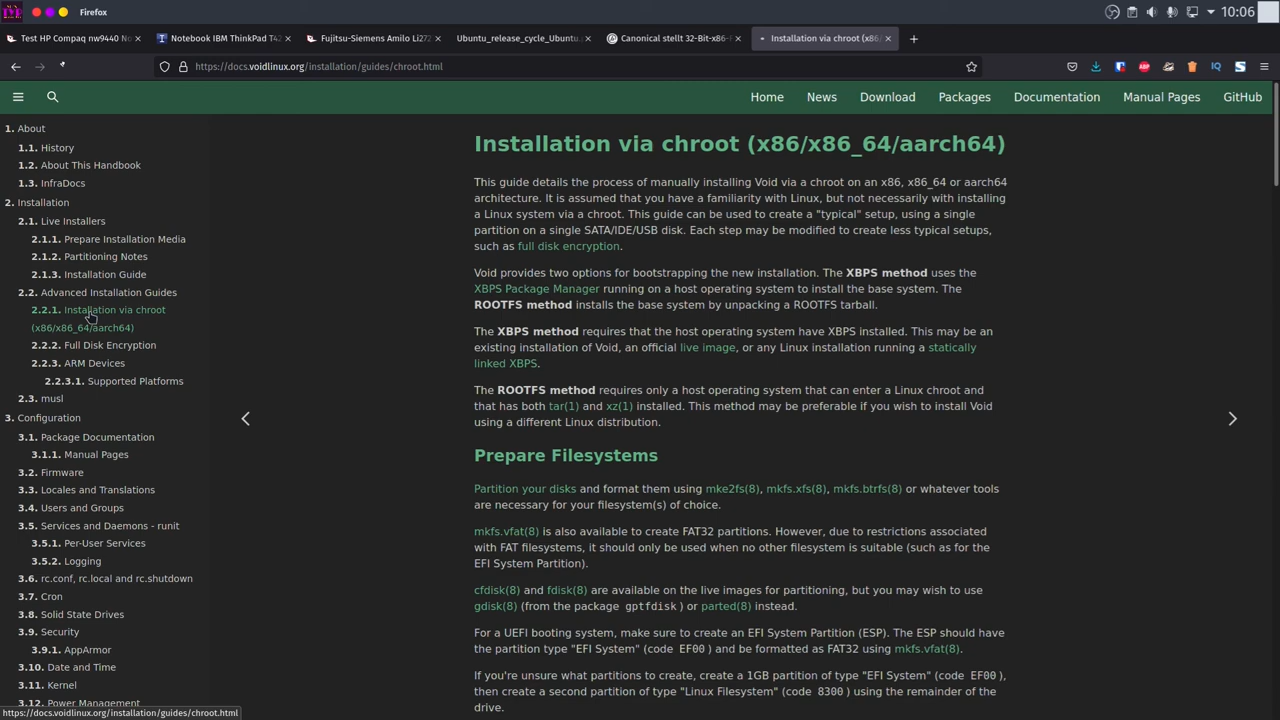 Firefox
10:06
Test HP Compaq nw9440 No
Notebook IBM ThinkPad T42
Fujitsu-Siemens Amilo Li272
Ubuntu_release_cycle_Ubuntu.
Canonical stellt 32-Bit-x86-F
Installation via chroot (x86/x
https://docs.voidlinux.org/installation/guides/chroot.html
Home News Download Packages Documentation Manual Pages GitHub
1. About
1.1. History
1.2. About This Handbook
1.3. InfraDocs
2. Installation
2.1. Live Installers
2.1.1. Prepare Installation Media
2.1.2. Partitioning Notes
2.1.3. Installation Guide
2.2. Advanced Installation Guides
2.2.1. Installation via chroot
(x86/x86_64/aarch64)
2.2.2. Full Disk Encryption
2.2.3. ARM Devices
2.2.3.1. Supported Platforms
2.3. musl
3. Configuration
3.1. Package Documentation
3.1.1. Manual Pages
3.2. Firmware
3.3. Locales and Translations
3.4. Users and Groups
3.5. Services and Daemons - runit
3.5.1. Per-User Services
3.5.2. Logging
3.6. rc.conf, rc.local and rc.shutdown
3.7. Cron
3.8. Solid State Drives
3.9. Security
3.9.1. AppArmor
3.10. Date and Time
3.11. Kernel
3.12. Power Management
https://docs.voidlinux.org/installation/guides/chroot.html
Installation via chroot (x86/x86_64/aarch64)
This guide details the process of manually installing Void via a chroot on an x86, x86_64 or aarch64
architecture. It is assumed that you have a familiarity with Linux, but not necessarily with installing
a Linux system via a chroot. This guide can be used to create a "typical" setup, using a single
partition on a single SATA/IDE/USB disk. Each step may be modified to create less typical setups,
such as full disk encryption.
Void provides two options for bootstrapping the new installation. The XBPS method uses the
XBPS Package Manager running on a host operating system to install the base system. The
ROOTFS method installs the base system by unpacking a ROOTFS tarball.
The XBPS method requires that the host operating system have XBPS installed. This may be an
existing installation of Void, an official live image, or any Linux installation running a statically
linked XBPS.
The ROOTFS method requires only a host operating system that can enter a Linux chroot and
that has both tar(1) and xz(1) installed. This method may be preferable if you wish to install Void
using a different Linux distribution.
Prepare Filesystems
Partition your disks and format them using mke2fs(8), mkfs.xfs(8), mkfs.btrfs(8) or whatever tools
are necessary for your filesystem(s) of choice.
mkfs.vfat(8) is also available to create FAT32 partitions. However, due to restrictions associated
with FAT filesystems, it should only be used when no other filesystem is suitable (such as for the
EFI System Partition).
cfdisk(8) and fdisk(8) are available on the live images for partitioning, but you may wish to use
gdisk(8) (from the package gptfdisk) or parted(8) instead.
For a UEFI booting system, make sure to create an EFI System Partition (ESP). The ESP should have
the partition type "EFI System" (code EF00) and be formatted as FAT32 using mkfs.vfat(8).
If you're unsure what partitions to create, create a 1GB partition of type "EFI System" (code EF00),
then create a second partition of type "Linux Filesystem" (code 8300) using the remainder of the
drive.